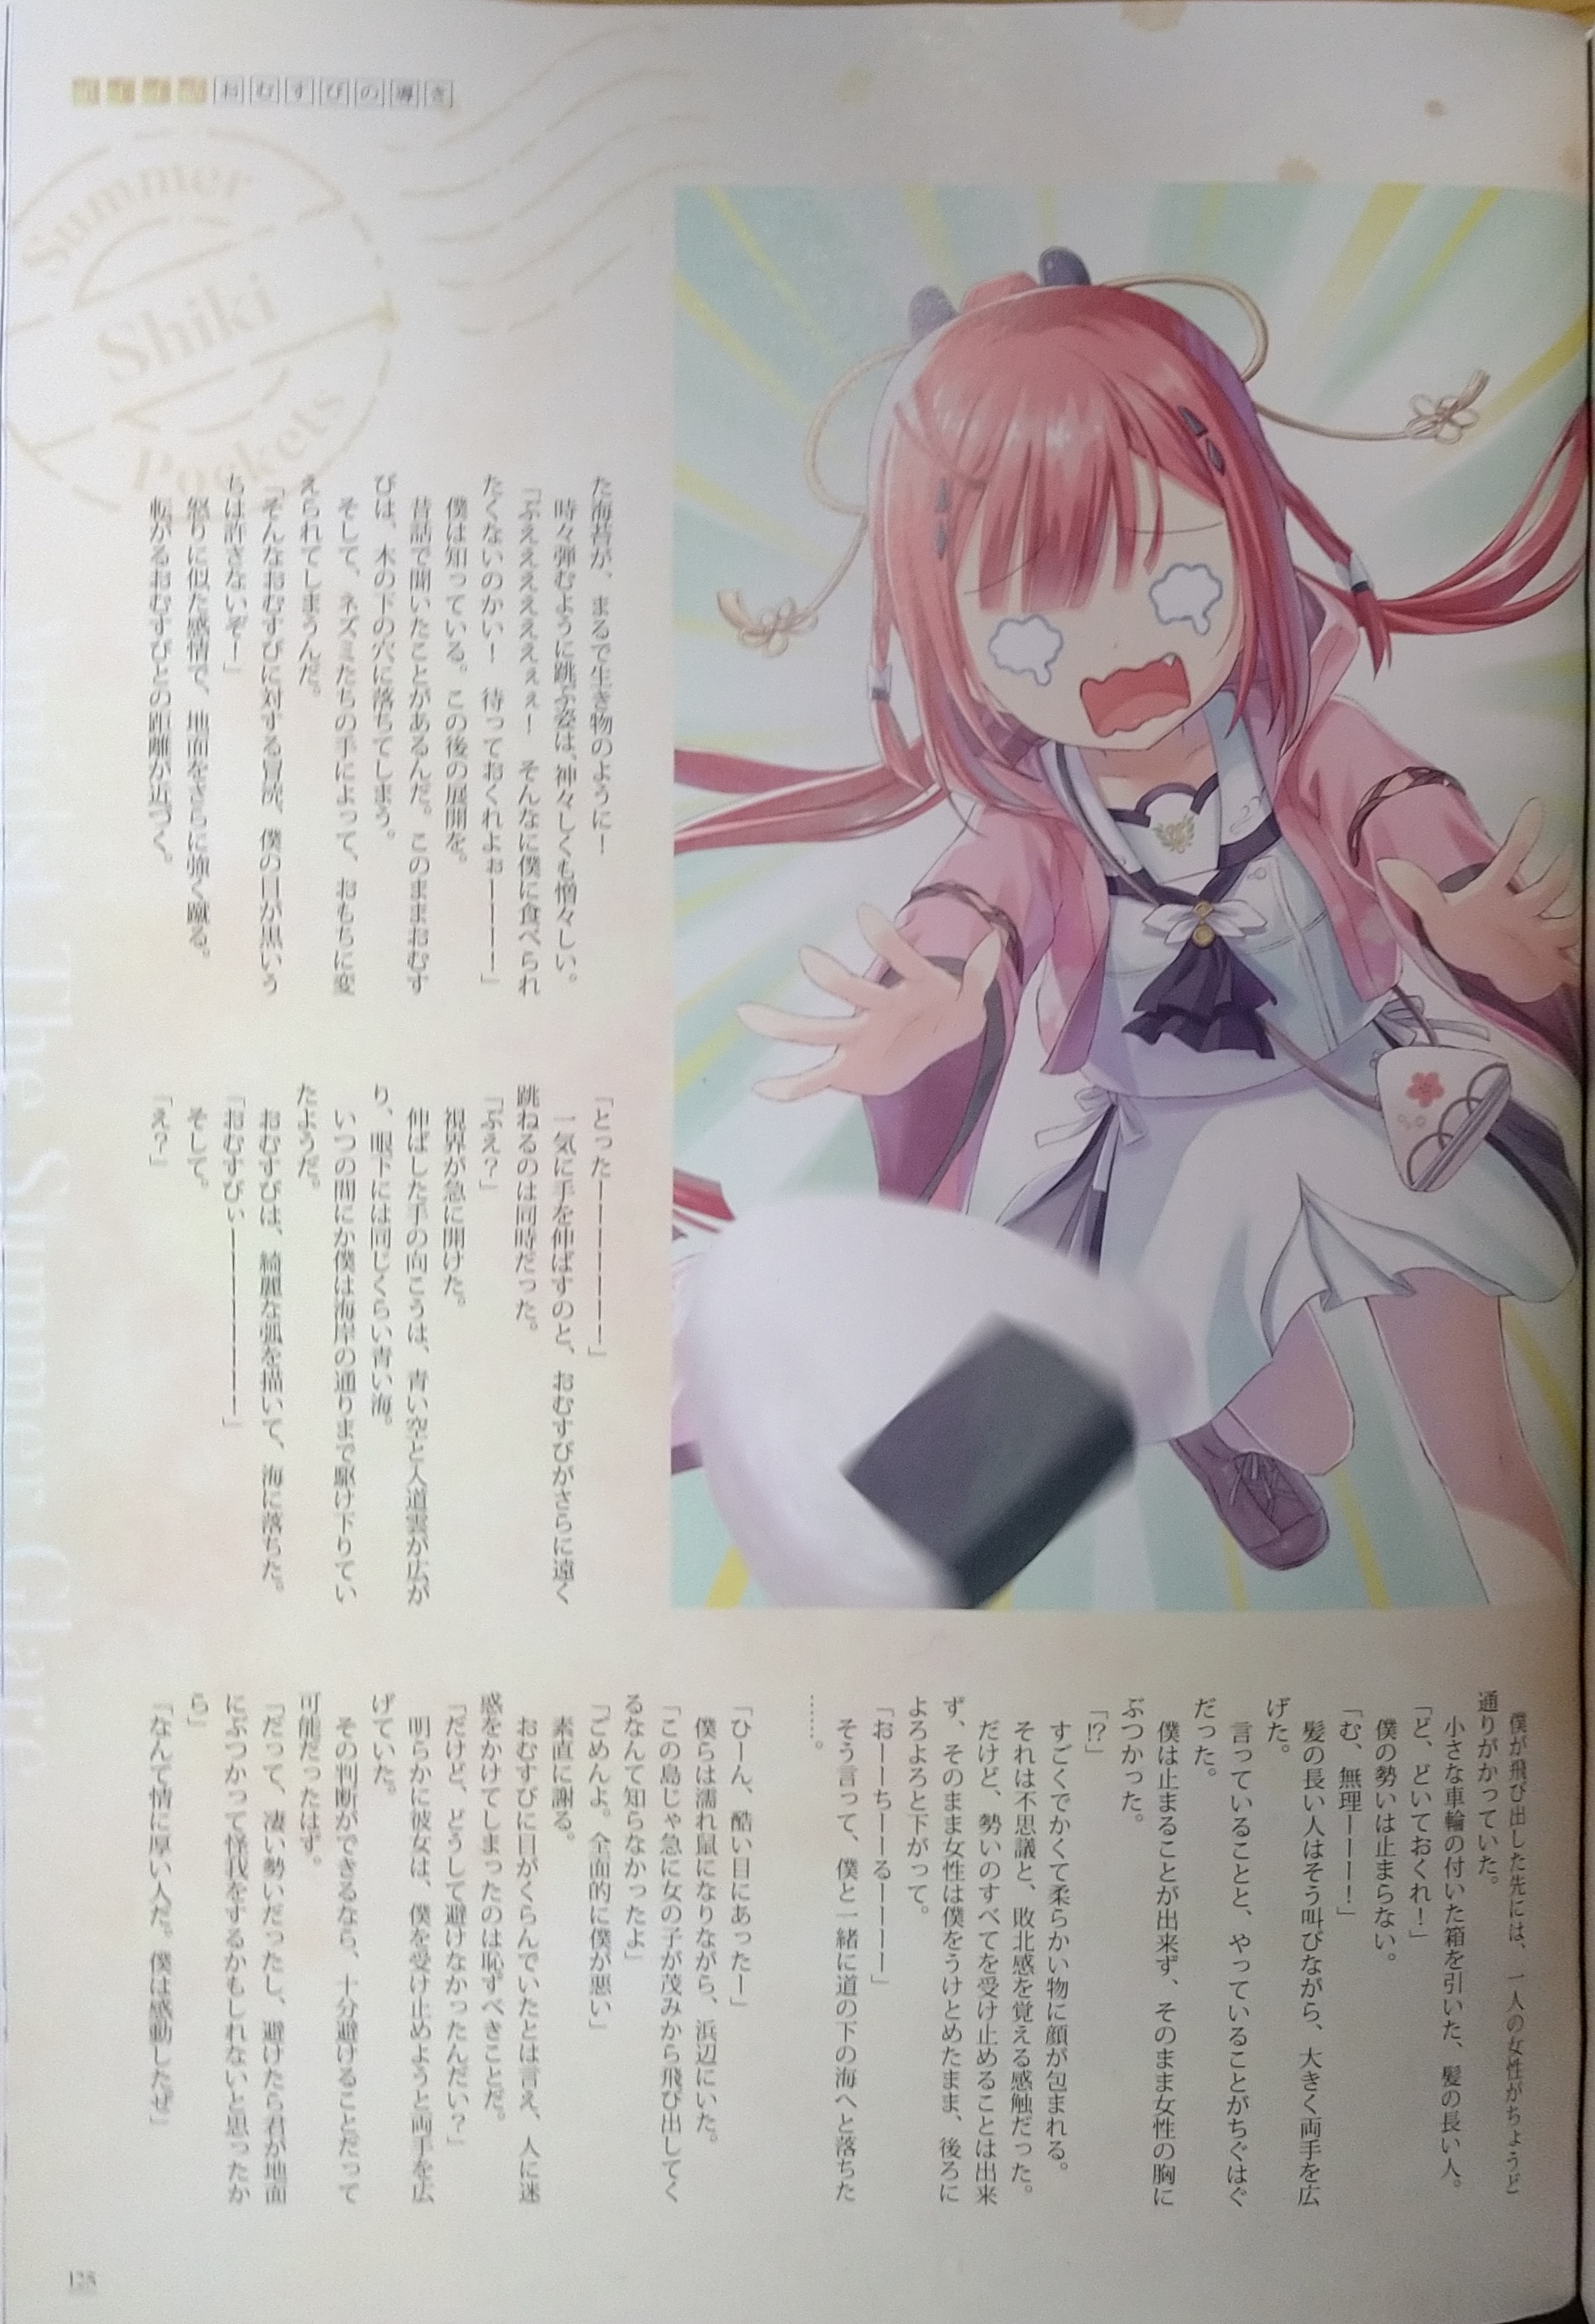 おむすびの導き
Summer
Shiki
Pockets
た海苔が、まるで生き物のように！
時々弾むように跳ぶ姿は、神々しくも憎々しい。
「ぶええええええぇぇ！　そんなに僕に食べられ
たくないのかい！　待っておくれよぉーーーー！」
僕は知っている。この後の展開を。
昔話で聞いたことがあるんだ。このままおむす
びは、木の下の穴に落ちてしまう。
そして、ネズミたちの手によって、おもちに変
えられてしまうんだ。
「そんなおむすびに対する冒涜、僕の目が黒いう
ちは許さないぞ！」
怒りに似た感情で、地面をさらに強く蹴る。
転がるおむすびとの距離が近づく。
「とったーーーーーー！」
一気に手を伸ばすのと、おむすびがさらに遠く
跳ねるのは同時だった。
「ぶえ？」
視界が急に開けた。
伸ばした手の向こうは、青い空と入道雲が広が
り、眼下には同じくらい青い海。
いつの間にか僕は海岸の通りまで駆け下りてい
たようだ。
おむすびは、綺麗な弧を描いて、海に落ちた。
「おむすびぃーーーーーーー！」
そして。
「え？」
僕が飛び出した先には、一人の女性がちょうど
通りがかっていた。
小さな車輪の付いた箱を引いた、髪の長い人。
「ど、どいておくれ！」
僕の勢いは止まらない。
「む、無理ーーー！」
髪の長い人はそう叫びながら、大きく両手を広
げた。
言っていることと、やっていることがちぐはぐ
だった。
僕は止まることが出来ず、そのまま女性の胸に
ぶつかった。
「!?」
すごくでかくて柔らかい物に顔が包まれる。
それは不思議と、敗北感を覚える感触だった。
だけど、勢いのすべてを受け止めることは出来
ず、そのまま女性は僕をうけとめたまま、後ろに
よろよろと下がって。
「おーーちーーるーーーー」
そう言って、僕と一緒に道の下の海へと落ちた
……。
「ひーん、酷い目にあったー」
僕らは濡れ鼠になりながら、浜辺にいた。
「この島じゃ急に女の子が茂みから飛び出してく
るなんて知らなかったよ」
「ごめんよ。全面的に僕が悪い」
素直に謝る。
おむすびに目がくらんでいたとは言え、人に迷
惑をかけてしまったのは恥ずべきことだ。
「だけど、どうして避けなかったんだい？」
明らかに彼女は、僕を受け止めようと両手を広
げていた。
その判断ができるなら、十分避けることだって
可能だったはず。
「だって、凄い勢いだったし、避けたら君が地面
にぶつかって怪我をするかもしれないと思ったか
ら」
「なんて情に厚い人だ。僕は感動したぜ」
The Summer